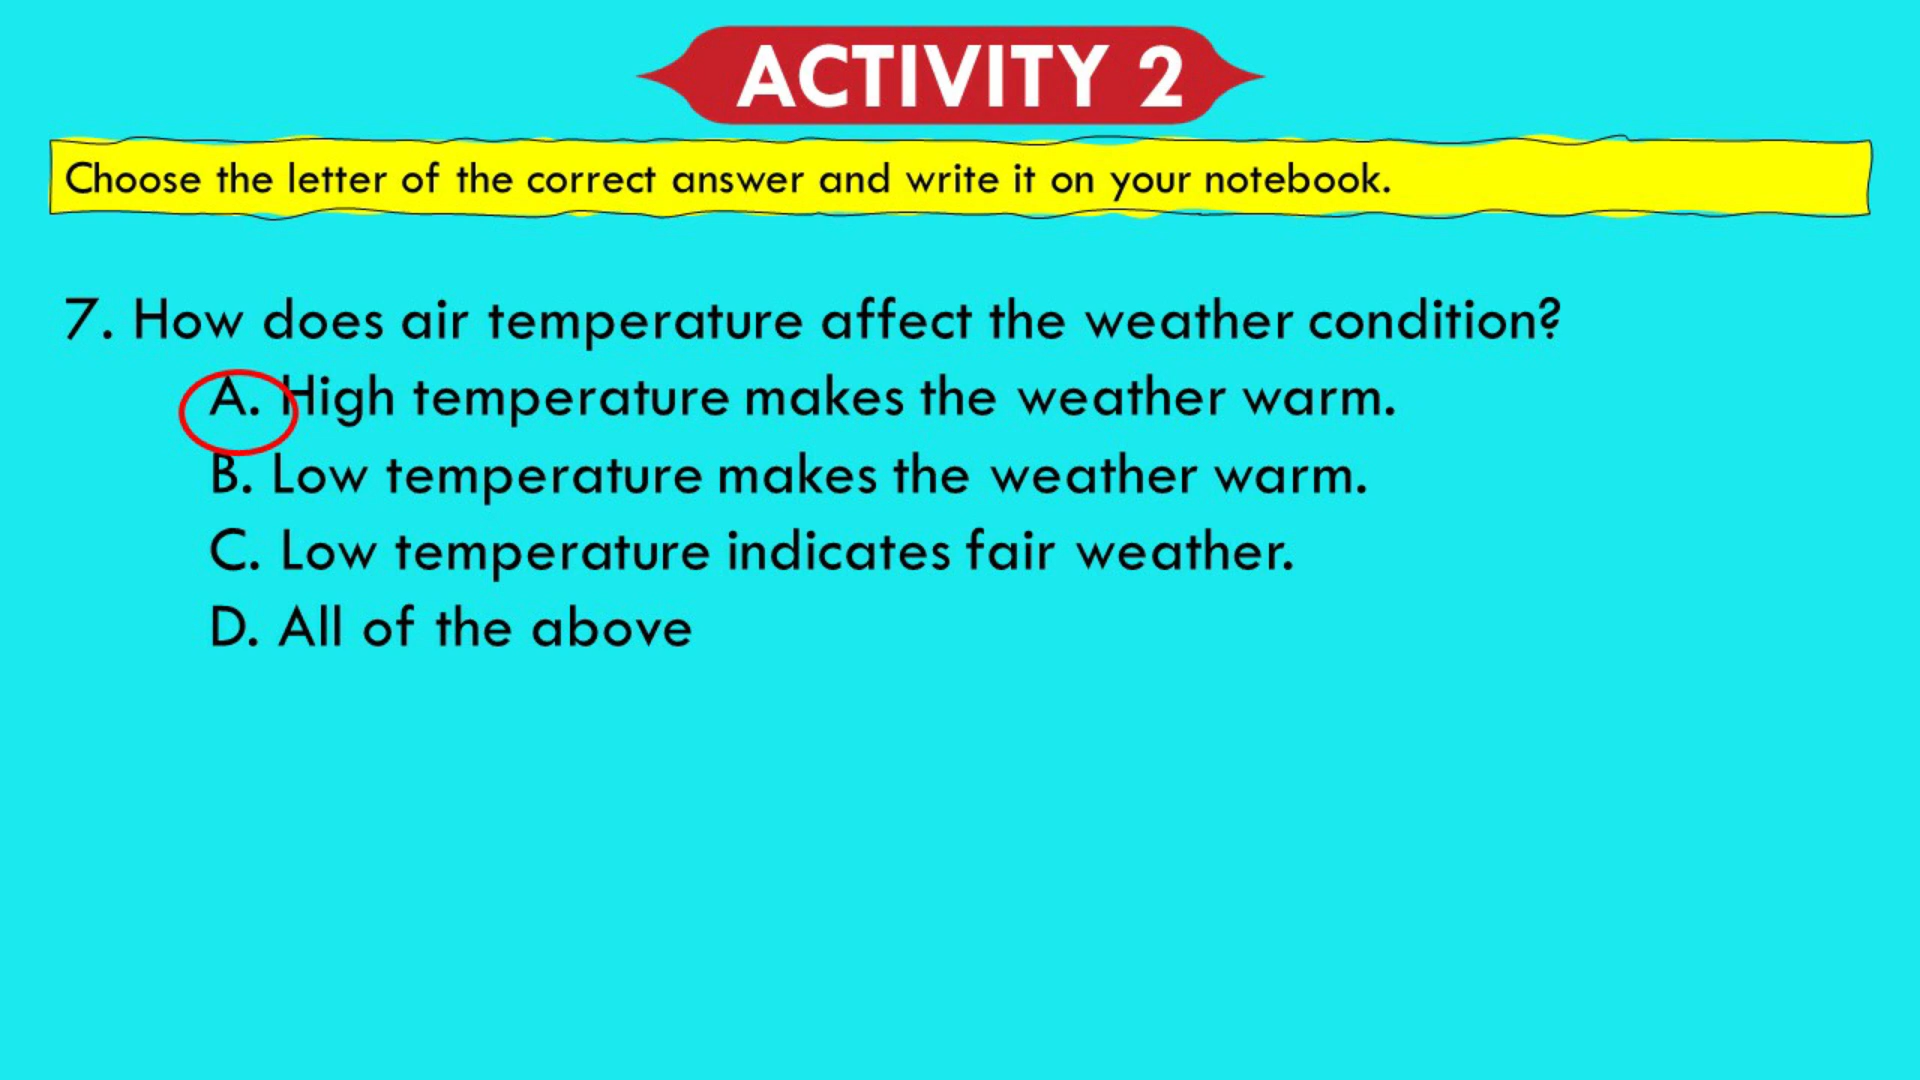 ACTIVITY 2
Choose the letter of the correct answer and write it on your notebook.
7. How does air temperature affect the weather condition?
A. High temperature makes the weather warm.
B. Low temperature makes the weather warm.
C. Low temperature indicates fair weather.
D. All of the above